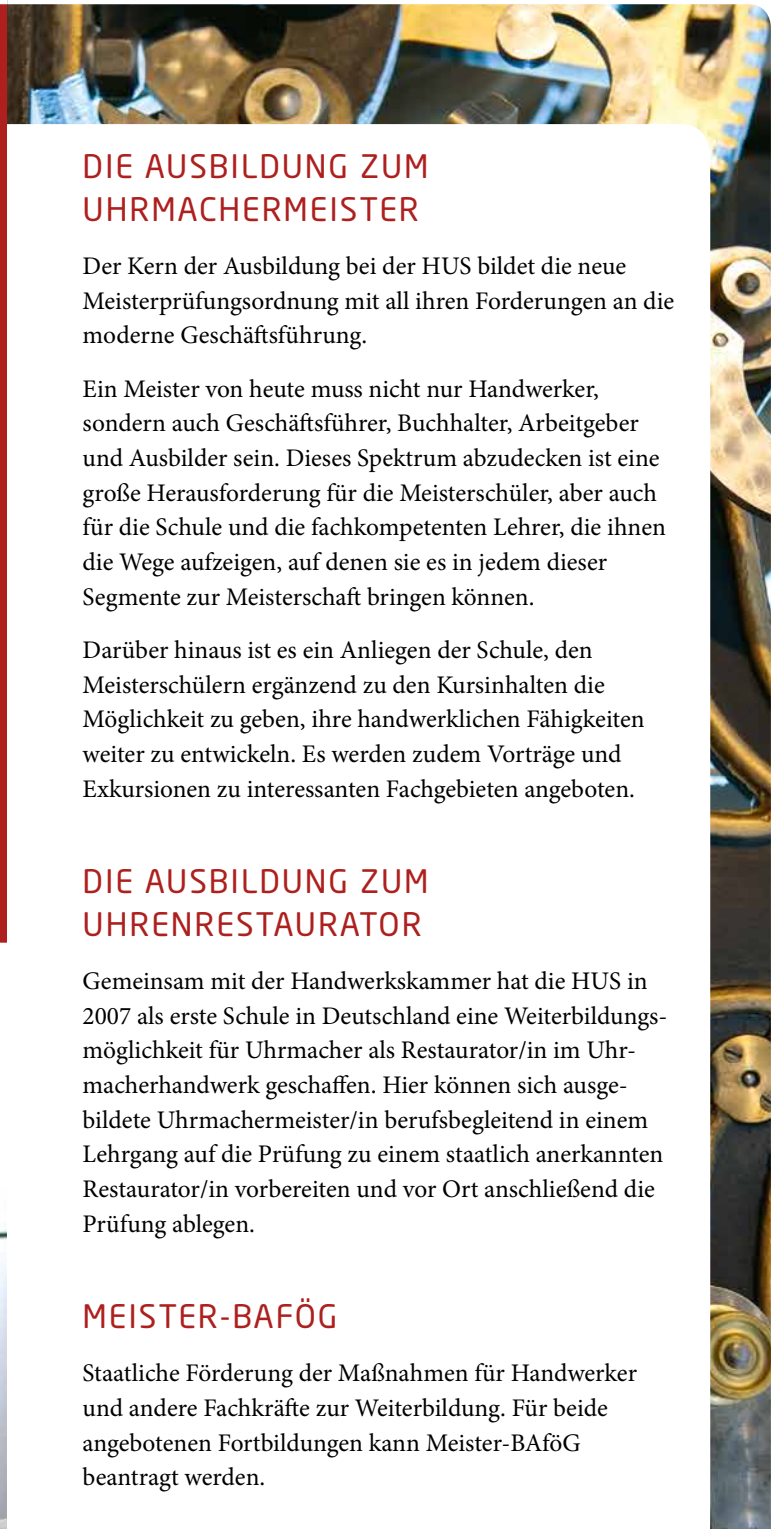 DIE AUSBILDUNG ZUM
UHRMACHERMEISTER
Der Kern der Ausbildung bei der HUS bildet die neue
Meisterprüfungsordnung mit all ihren Forderungen an die
moderne Geschäftsführung.
Ein Meister von heute muss nicht nur Handwerker,
sondern auch Geschäftsführer, Buchhalter, Arbeitgeber
und Ausbilder sein. Dieses Spektrum abzudecken ist eine
große Herausforderung für die Meisterschüler, aber auch
für die Schule und die fachkompetenten Lehrer, die ihnen
die Wege aufzeigen, auf denen sie es in jedem dieser
Segmente zur Meisterschaft bringen können.
Darüber hinaus ist es ein Anliegen der Schule, den
Meisterschülern ergänzend zu den Kursinhalten die
Möglichkeit zu geben, ihre handwerklichen Fähigkeiten
weiter zu entwickeln. Es werden zudem Vorträge und
Exkursionen zu interessanten Fachgebieten angeboten.
DIE AUSBILDUNG ZUM
UHRENRESTAURATOR
Gemeinsam mit der Handwerkskammer hat die HUS in
2007 als erste Schule in Deutschland eine Weiterbildungs-
möglichkeit für Uhrmacher als Restaurator/in im Uhr-
macherhandwerk geschaffen. Hier können sich ausge-
bildete Uhrmachermeister/in berufsbegleitend in einem
Lehrgang auf die Prüfung zu einem staatlich anerkannten
Restaurator/in vorbereiten und vor Ort anschließend die
Prüfung ablegen.
MEISTER-BAFÖG
Staatliche Förderung der Maßnahmen für Handwerker
und andere Fachkräfte zur Weiterbildung. Für beide
angebotenen Fortbildungen kann Meister-BAföG
beantragt werden.